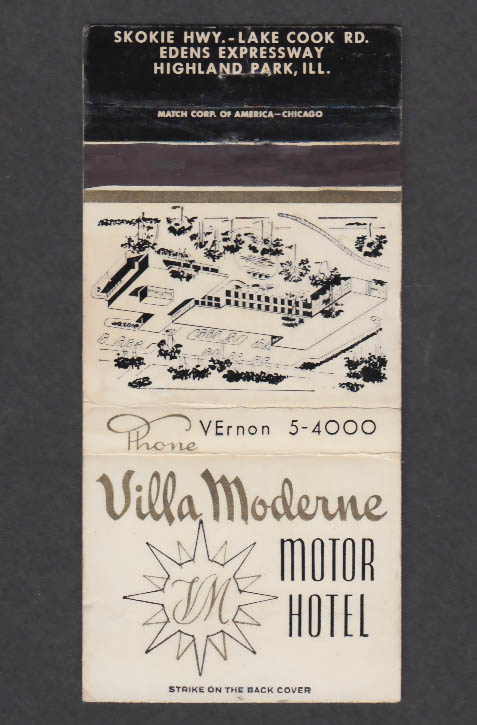 SKOKIE HWY.-LAKE COOK RD.
EDENS EXPRESSWAY
HIGHLAND PARK, ILL.
MATCH CORP. OF AMERICA—CHICAGO
Phone VErnon 5-4000
Villa Moderne
MOTOR
HOTEL
VM
STRIKE ON THE BACK COVER